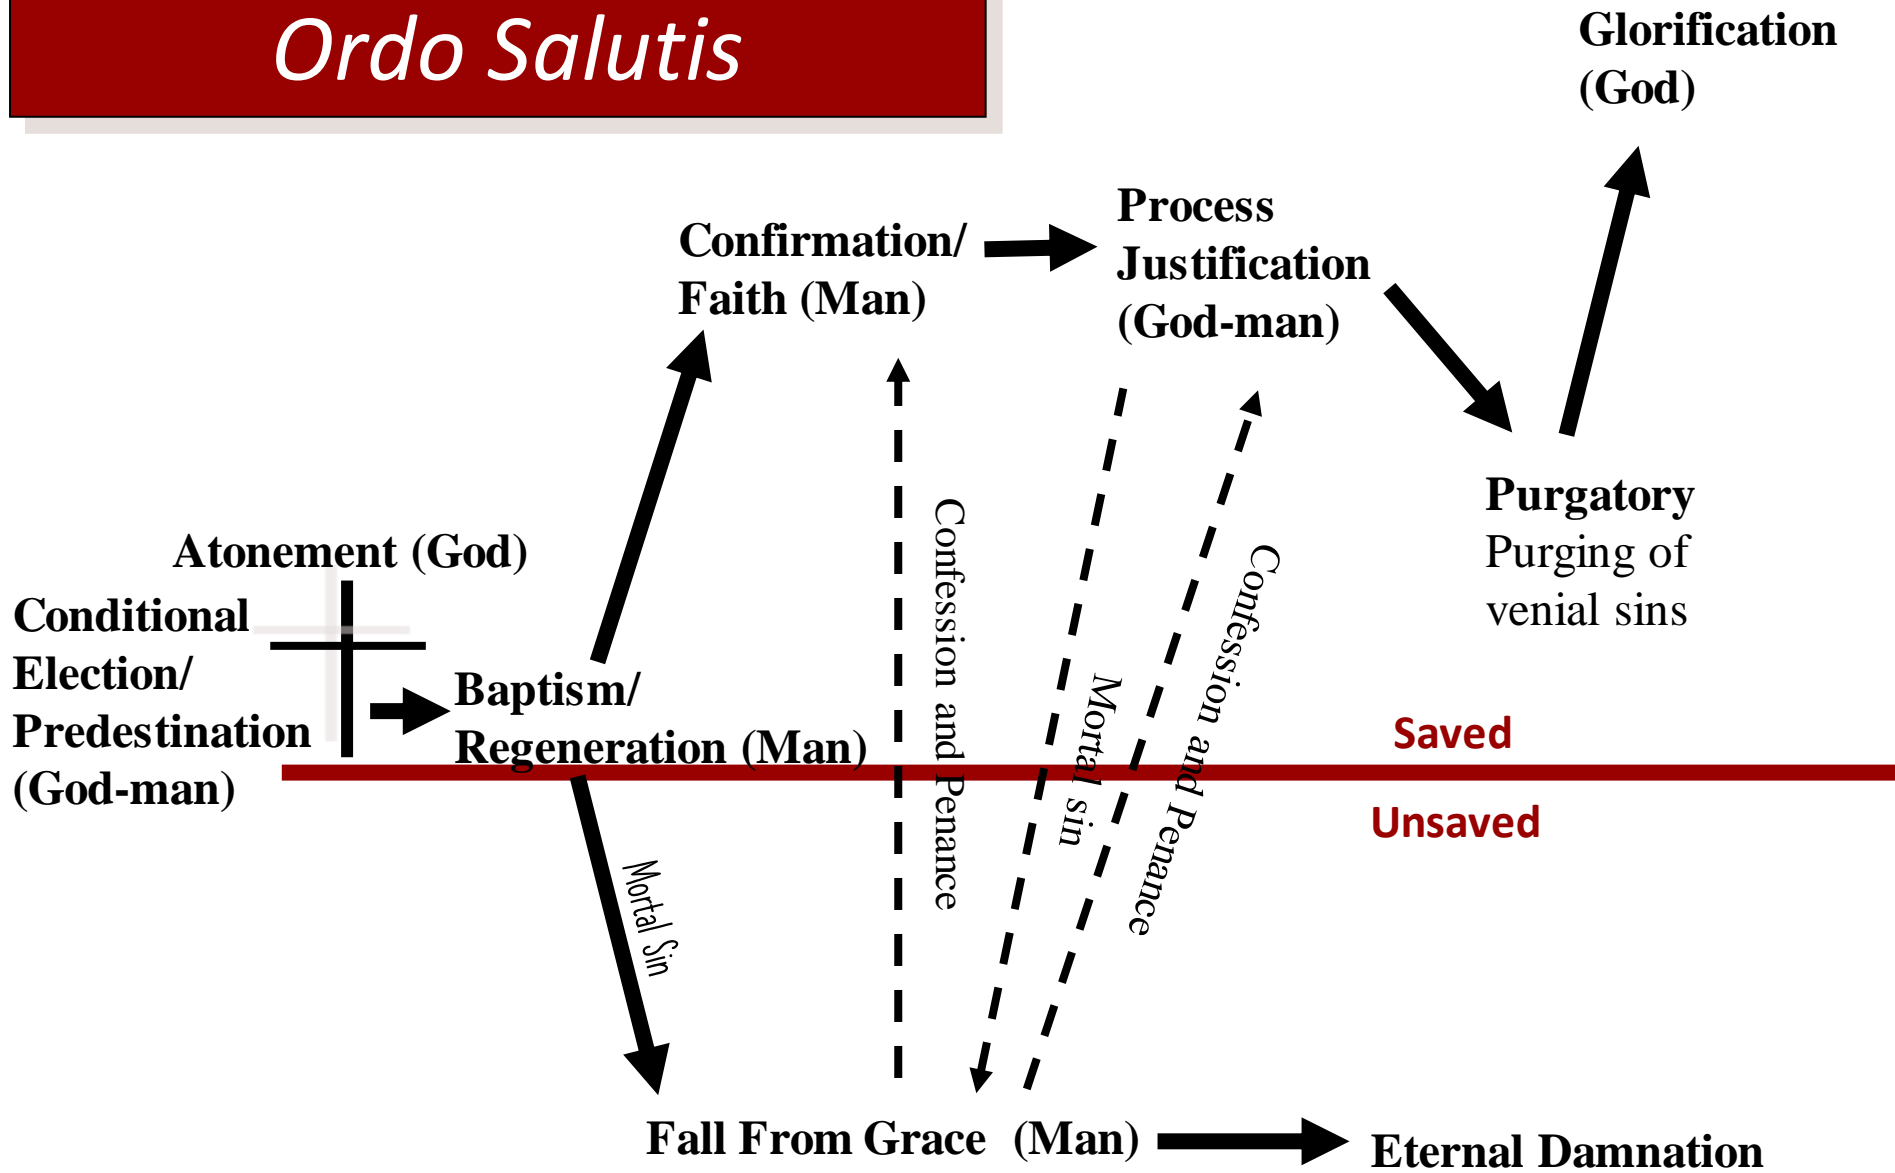 Ordo Salutis
Glorification
(God)
Process
Justification
(God-man)
Confirmation/
Faith (Man)
Purgatory
Purging of
venial sins
Atonement (God)
Conditional
Election/
Predestination
(God-man)
Baptism/
Regeneration (Man)
Confession and Penance
Mortal sin
Confession and Penance
Saved
Unsaved
Mortal Sin
Fall From Grace (Man)
Eternal Damnation